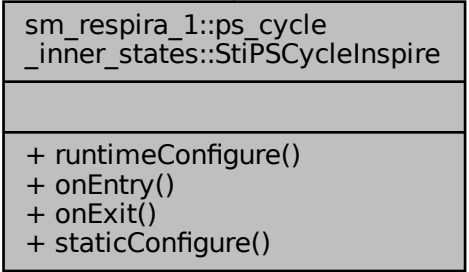 sm_respira_1::ps_cycle
_inner_states::StiPSCycleInspire
+ runtimeConfigure()
+ onEntry()
+ onExit()
+ staticConfigure()